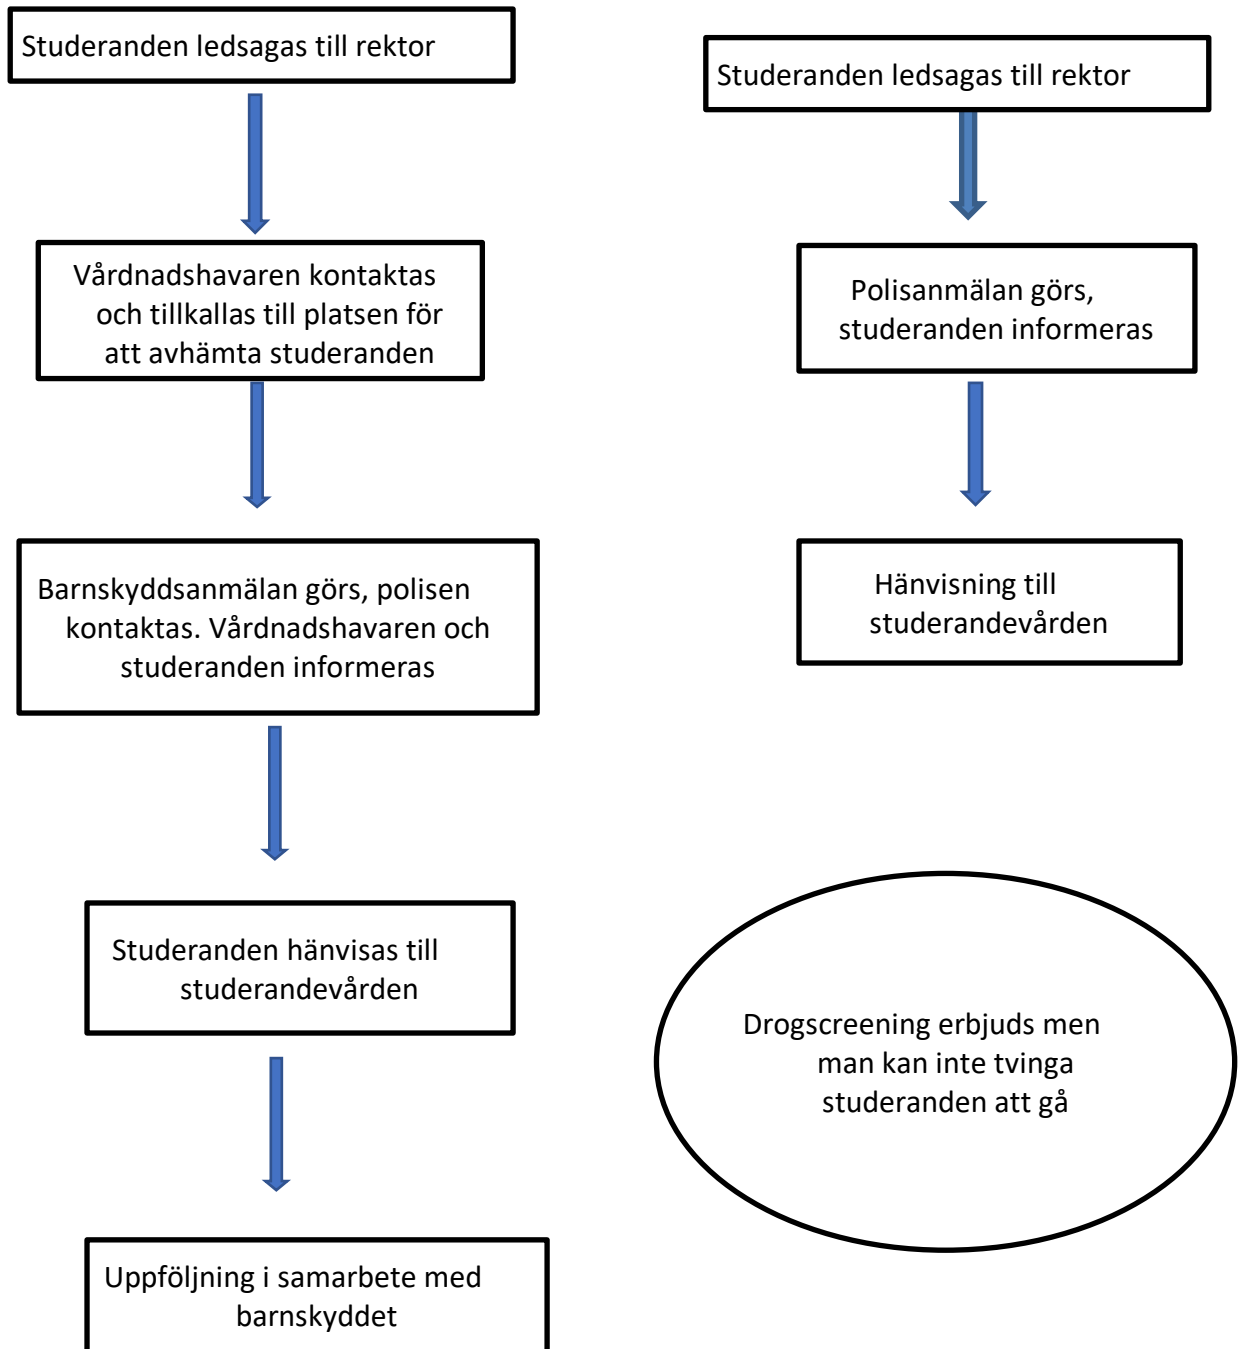 Studeranden ledsagas till rektor
Vårdnadshavaren kontaktas
och tillkallas till platsen för
att avhämta studeranden
Barnskyddsanmälan görs, polisen
kontaktas. Vårdnadshavaren och
studeranden informeras
Studeranden hänvisas till
studerandevården
Uppföljning i samarbete med
barnskyddet
Studeranden ledsagas till rektor
Polisanmälan görs,
studeranden informeras
Hänvisning till
studerandevården
Drogscreening erbjuds men
man kan inte tvinga
studeranden att gå